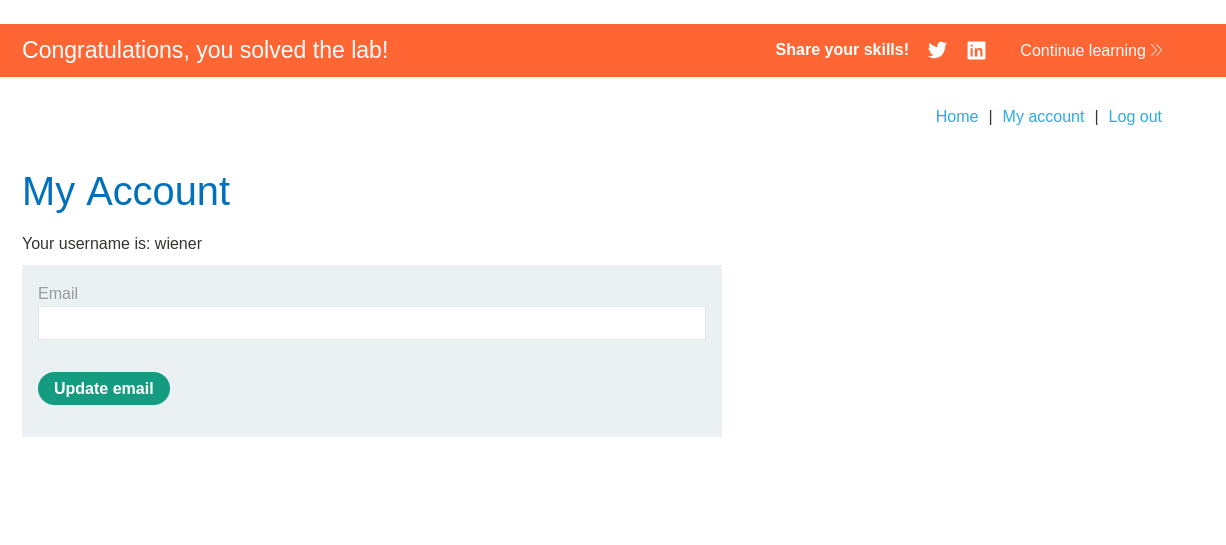 Congratulations, you solved the lab!
Share your skills!
Continue learning
Home | My account | Log out
My Account
Your username is: wiener
Email
Update email